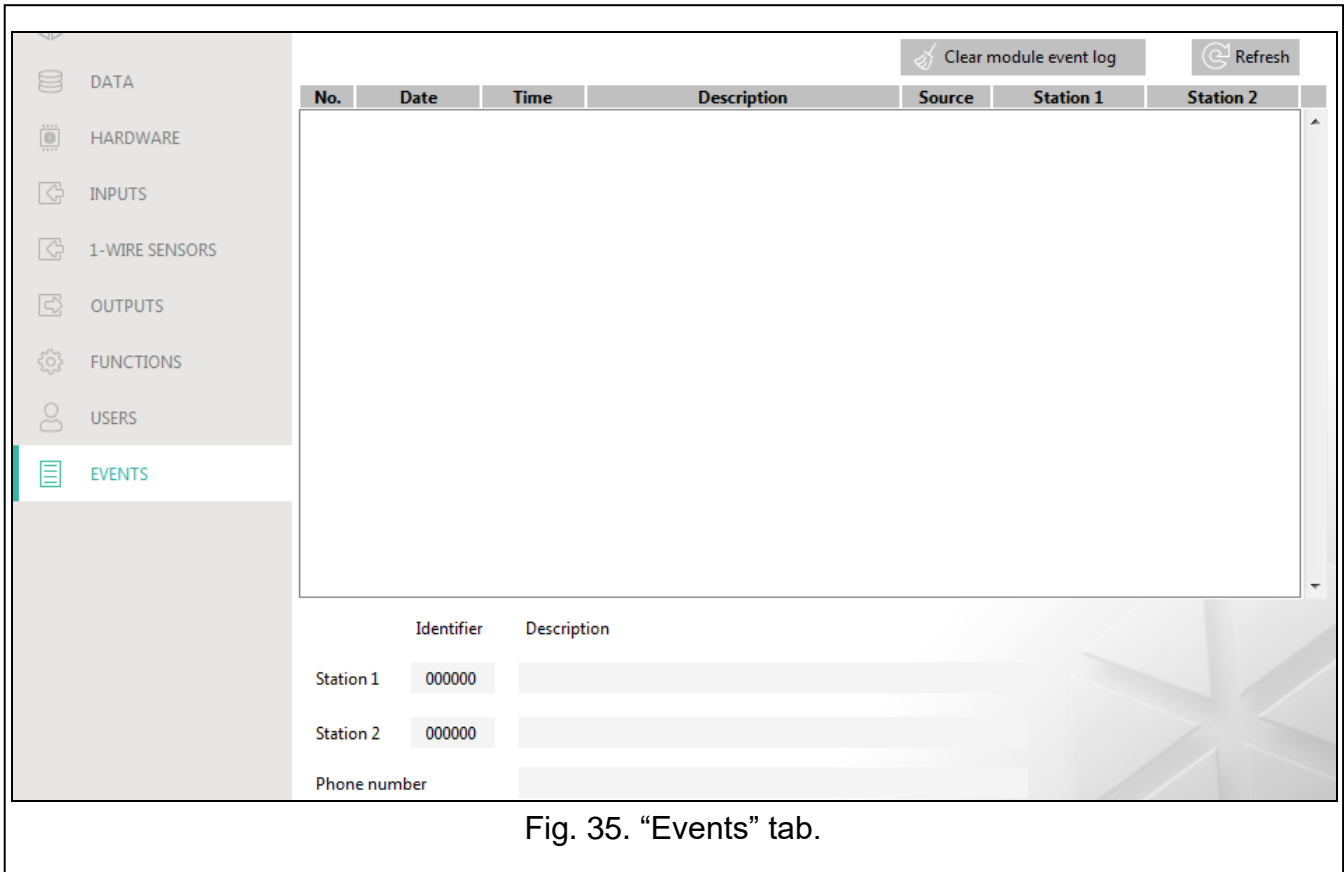 Clear module event log Refresh
DATA
No. Date Time Description Source Station 1 Station 2
HARDWARE
INPUTS
1-WIRE SENSORS
OUTPUTS
FUNCTIONS
USERS
EVENTS
Identifier Description
Station 1 000000
Station 2 000000
Phone number
Fig. 35. “Events” tab.